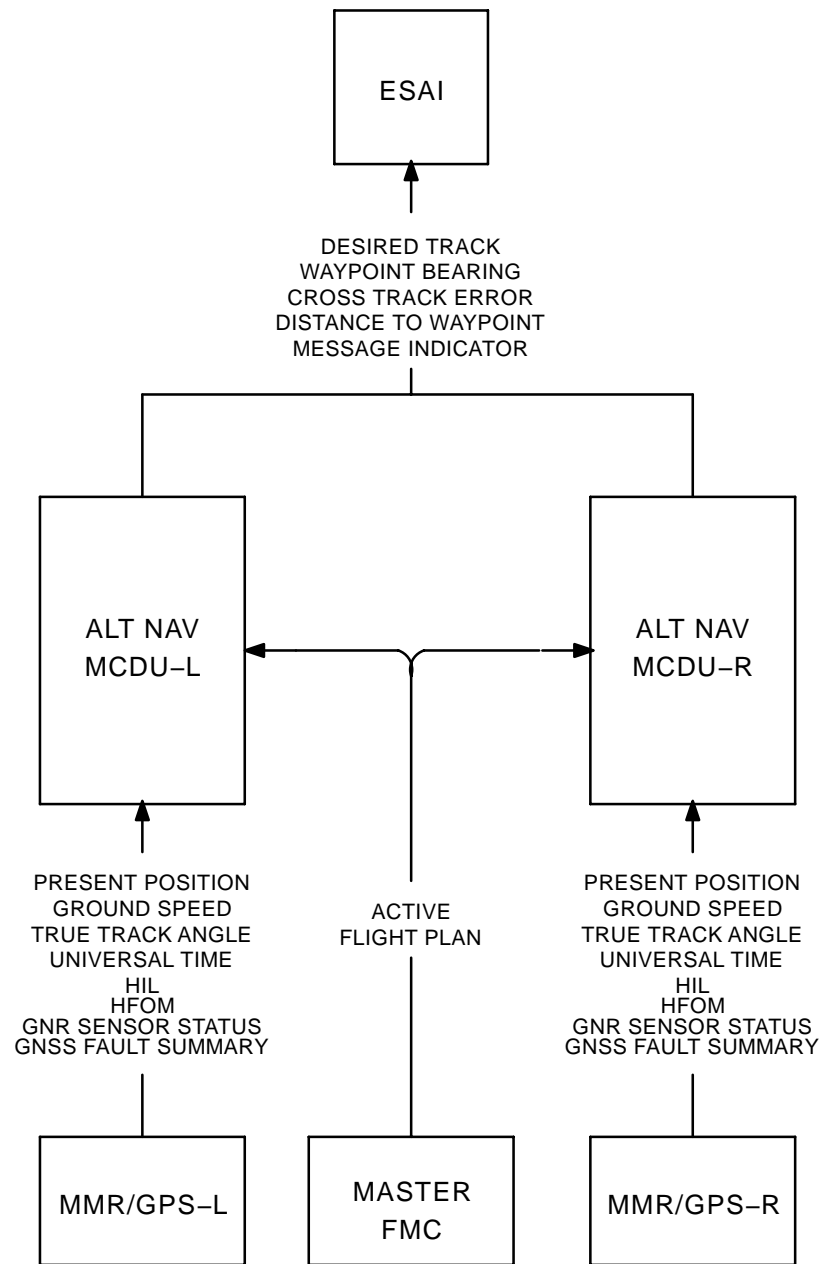 ESAI
DESIRED TRACK
WAYPOINT BEARING
CROSS TRACK ERROR
DISTANCE TO WAYPOINT
MESSAGE INDICATOR
ALT NAV
MCDU–L
ALT NAV
MCDU–R
PRESENT POSITION
GROUND SPEED
TRUE TRACK ANGLE
UNIVERSAL TIME
HIL
HFOM
GNR SENSOR STATUS
GNSS FAULT SUMMARY
ACTIVE
FLIGHT PLAN
PRESENT POSITION
GROUND SPEED
TRUE TRACK ANGLE
UNIVERSAL TIME
HIL
HFOM
GNR SENSOR STATUS
GNSS FAULT SUMMARY
MMR/GPS–L
MASTER
FMC
MMR/GPS–R